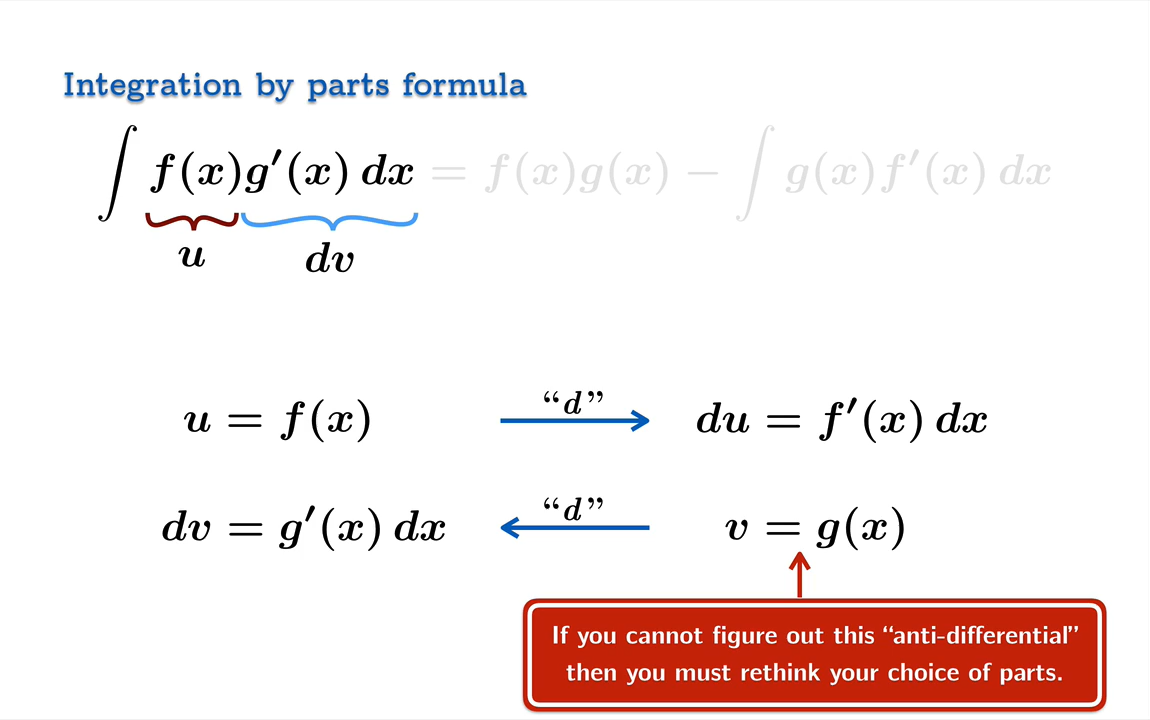 Integration by parts formula
∫ f(x)g′(x) dx = f(x)g(x) − ∫ g(x)f′(x) dx
u dv
u = f(x) “d” du = f′(x) dx
dv = g′(x) dx “d” v = g(x)
If you cannot figure out this “anti-differential”
then you must rethink your choice of parts.